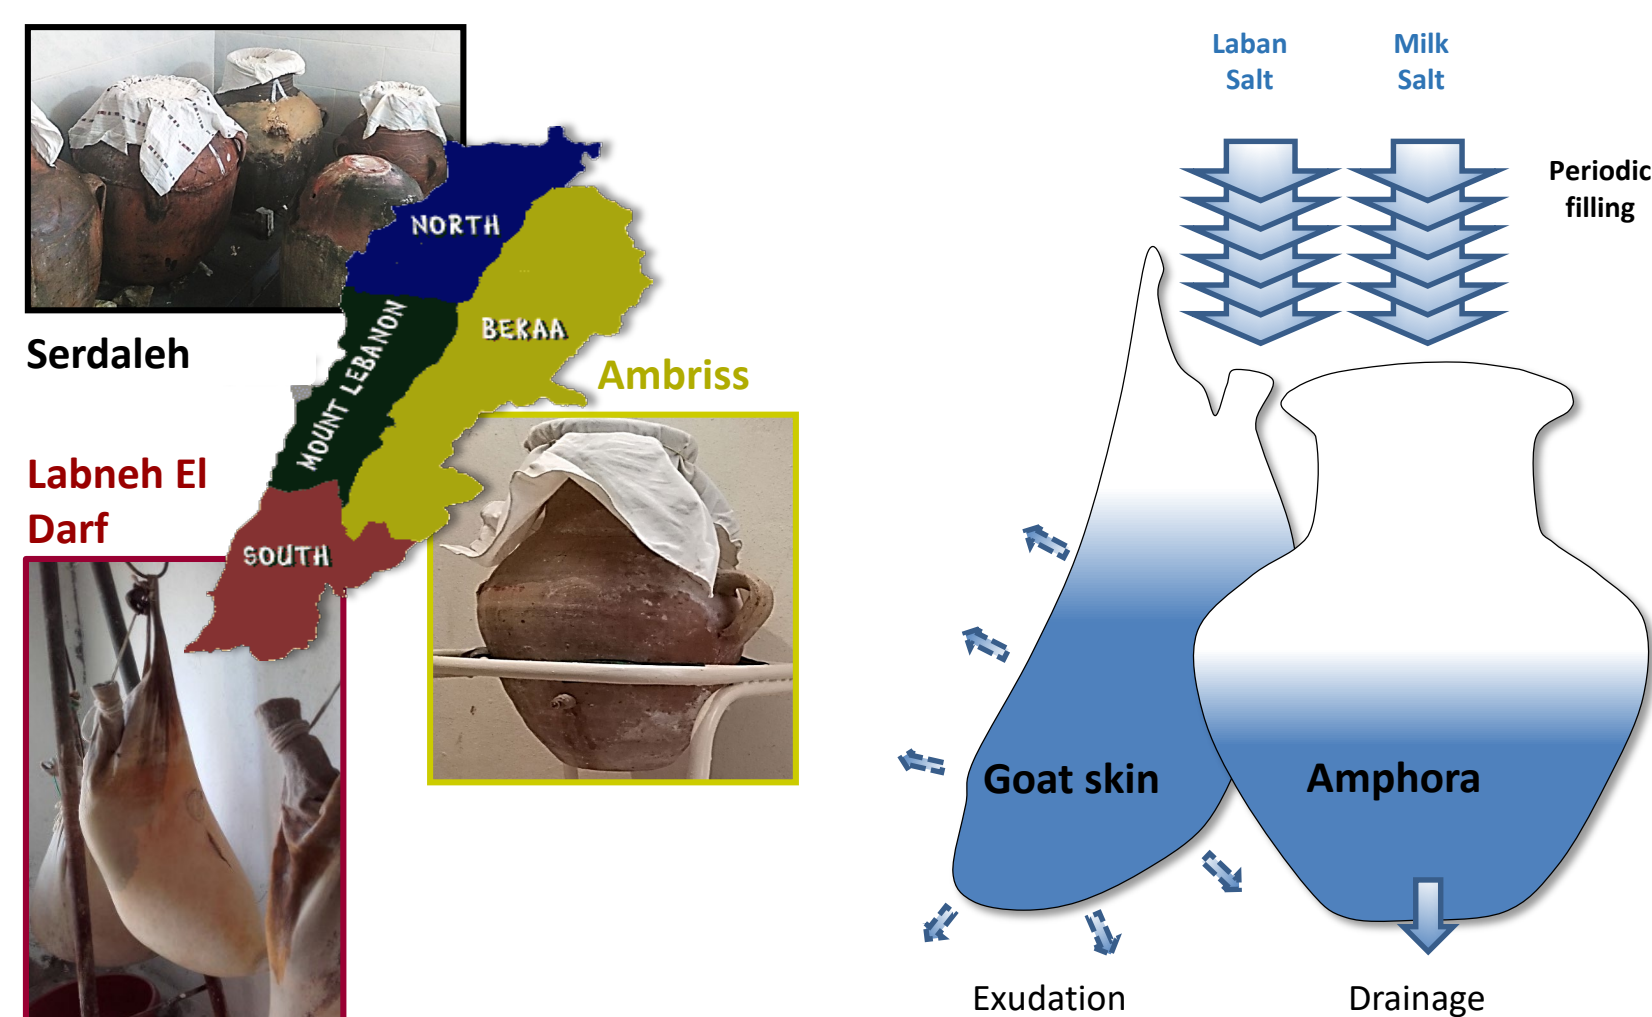 Serdaleh
NORTH
BEKAA
MOUNT LEBANON
SOUTH
Ambriss
Labneh El
Darf
Laban
Salt
Milk
Salt
Periodic
filling
Goat skin
Amphora
Exudation
Drainage